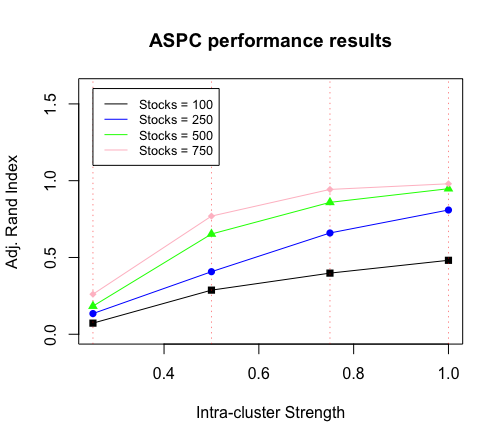 ASPC performance results
Adj. Rand Index
1.5
1.0
0.5
0.0
Stocks = 100
Stocks = 250
Stocks = 500
Stocks = 750
0.4
0.6
0.8
1.0
Intra-cluster Strength